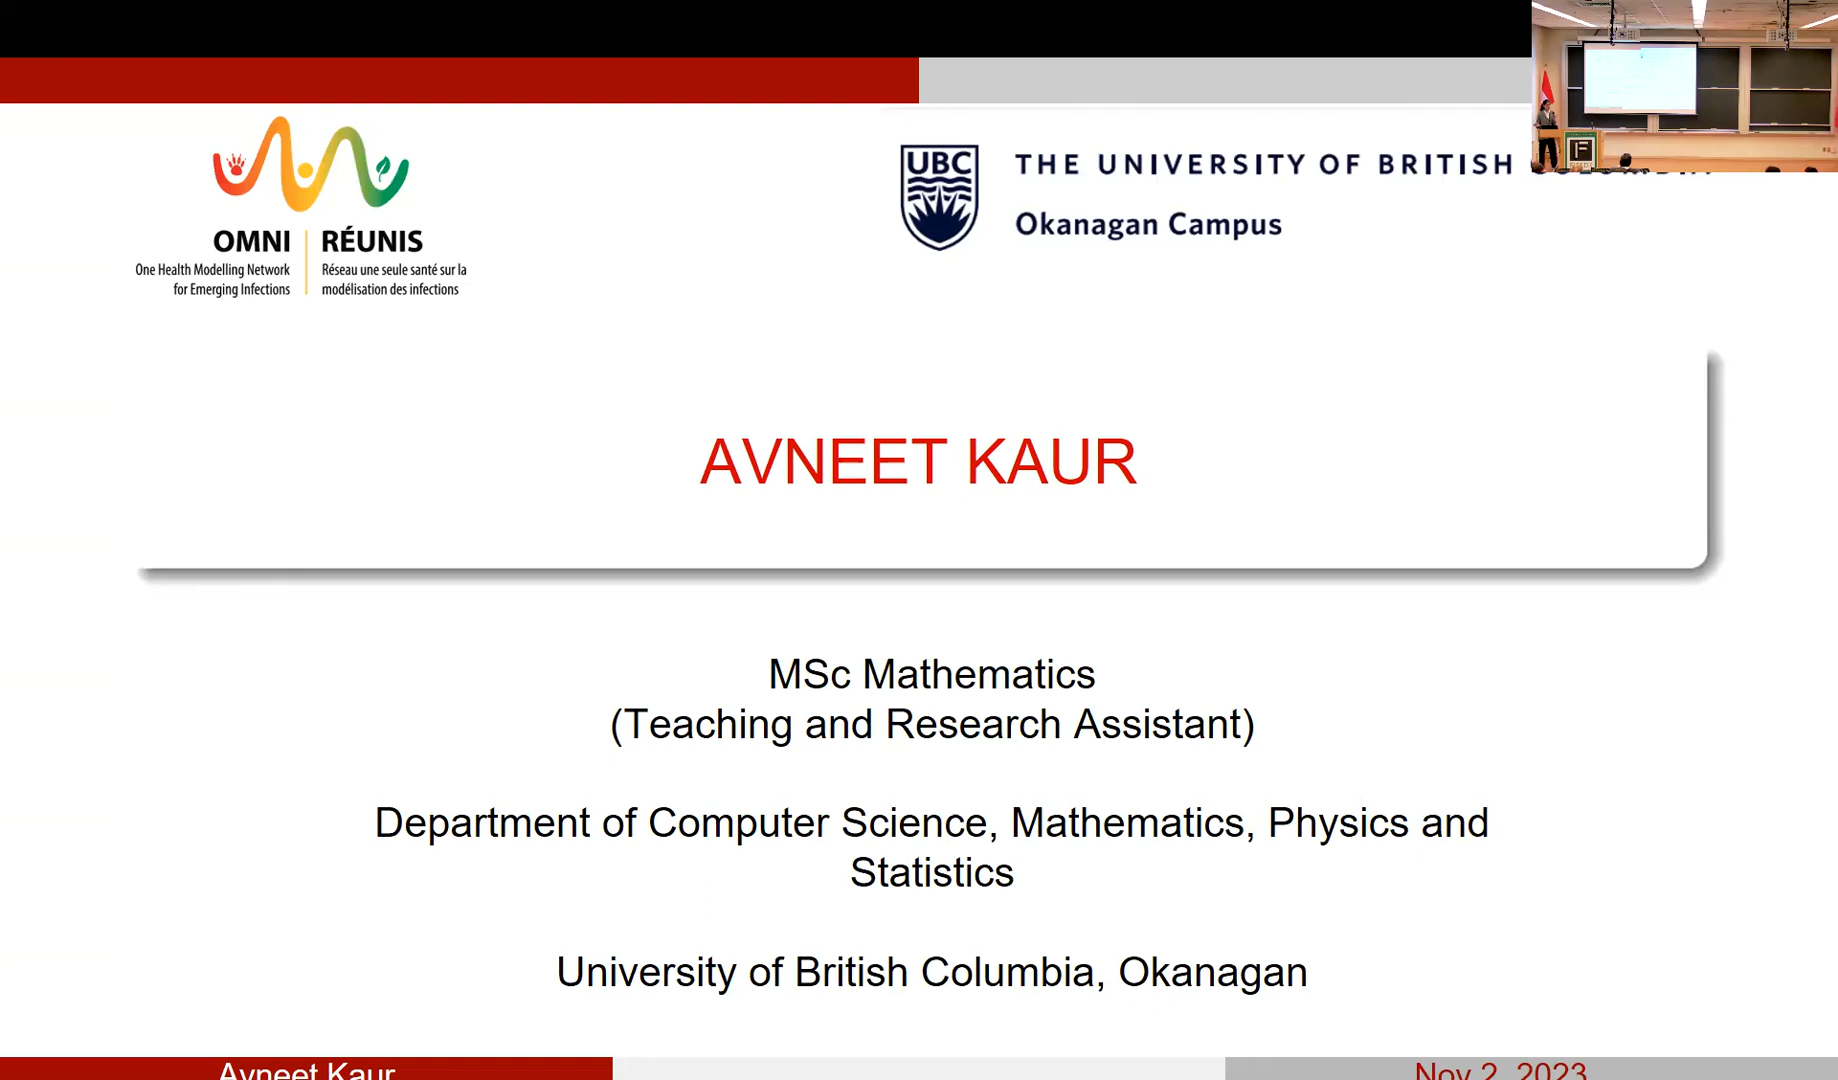 OMNI RÉUNIS
One Health Modelling Network
for Emerging Infections
Réseau une seule santé sur la
modélisation des infections
UBC
THE UNIVERSITY OF BRITISH
Okanagan Campus
AVNEET KAUR
MSc Mathematics
(Teaching and Research Assistant)
Department of Computer Science, Mathematics, Physics and
Statistics
University of British Columbia, Okanagan
Avneet Kaur
Nov 2, 2023